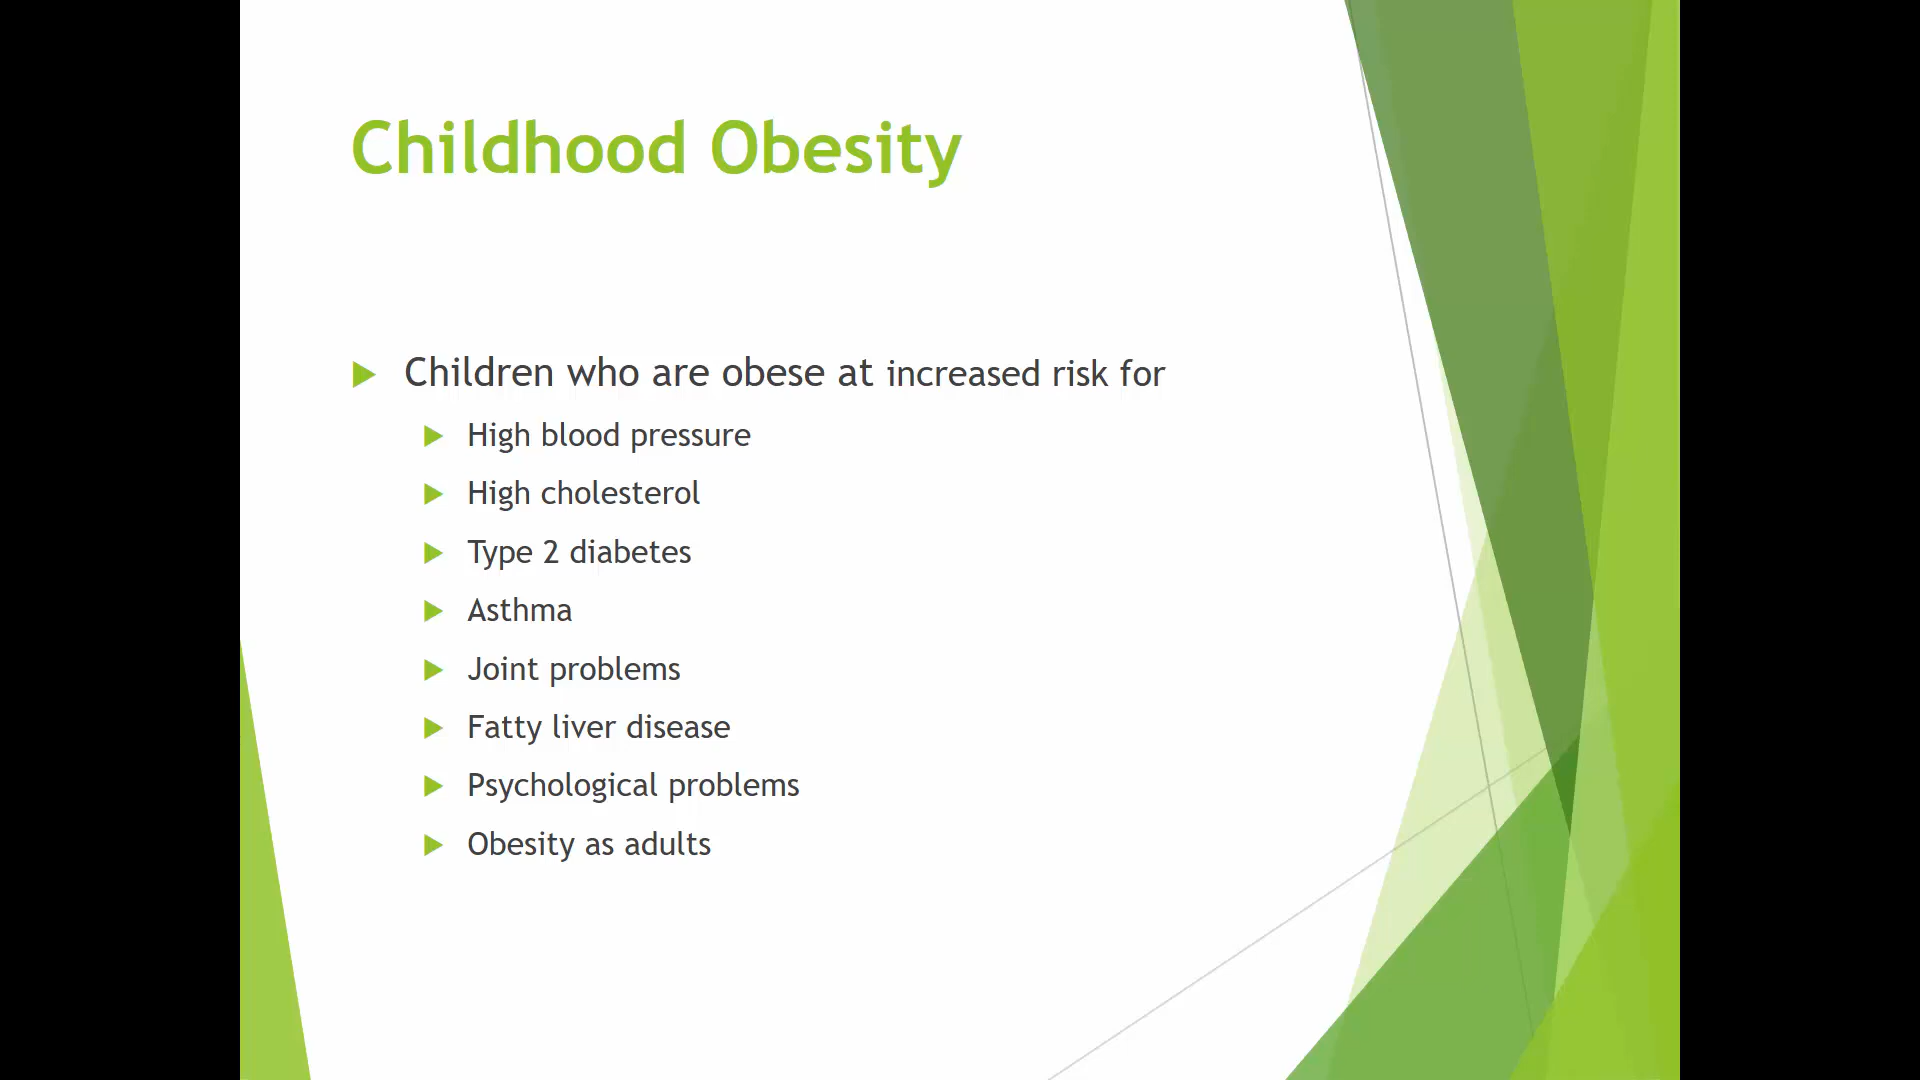 Childhood Obesity
Children who are obese at increased risk for
High blood pressure
High cholesterol
Type 2 diabetes
Asthma
Joint problems
Fatty liver disease
Psychological problems
Obesity as adults